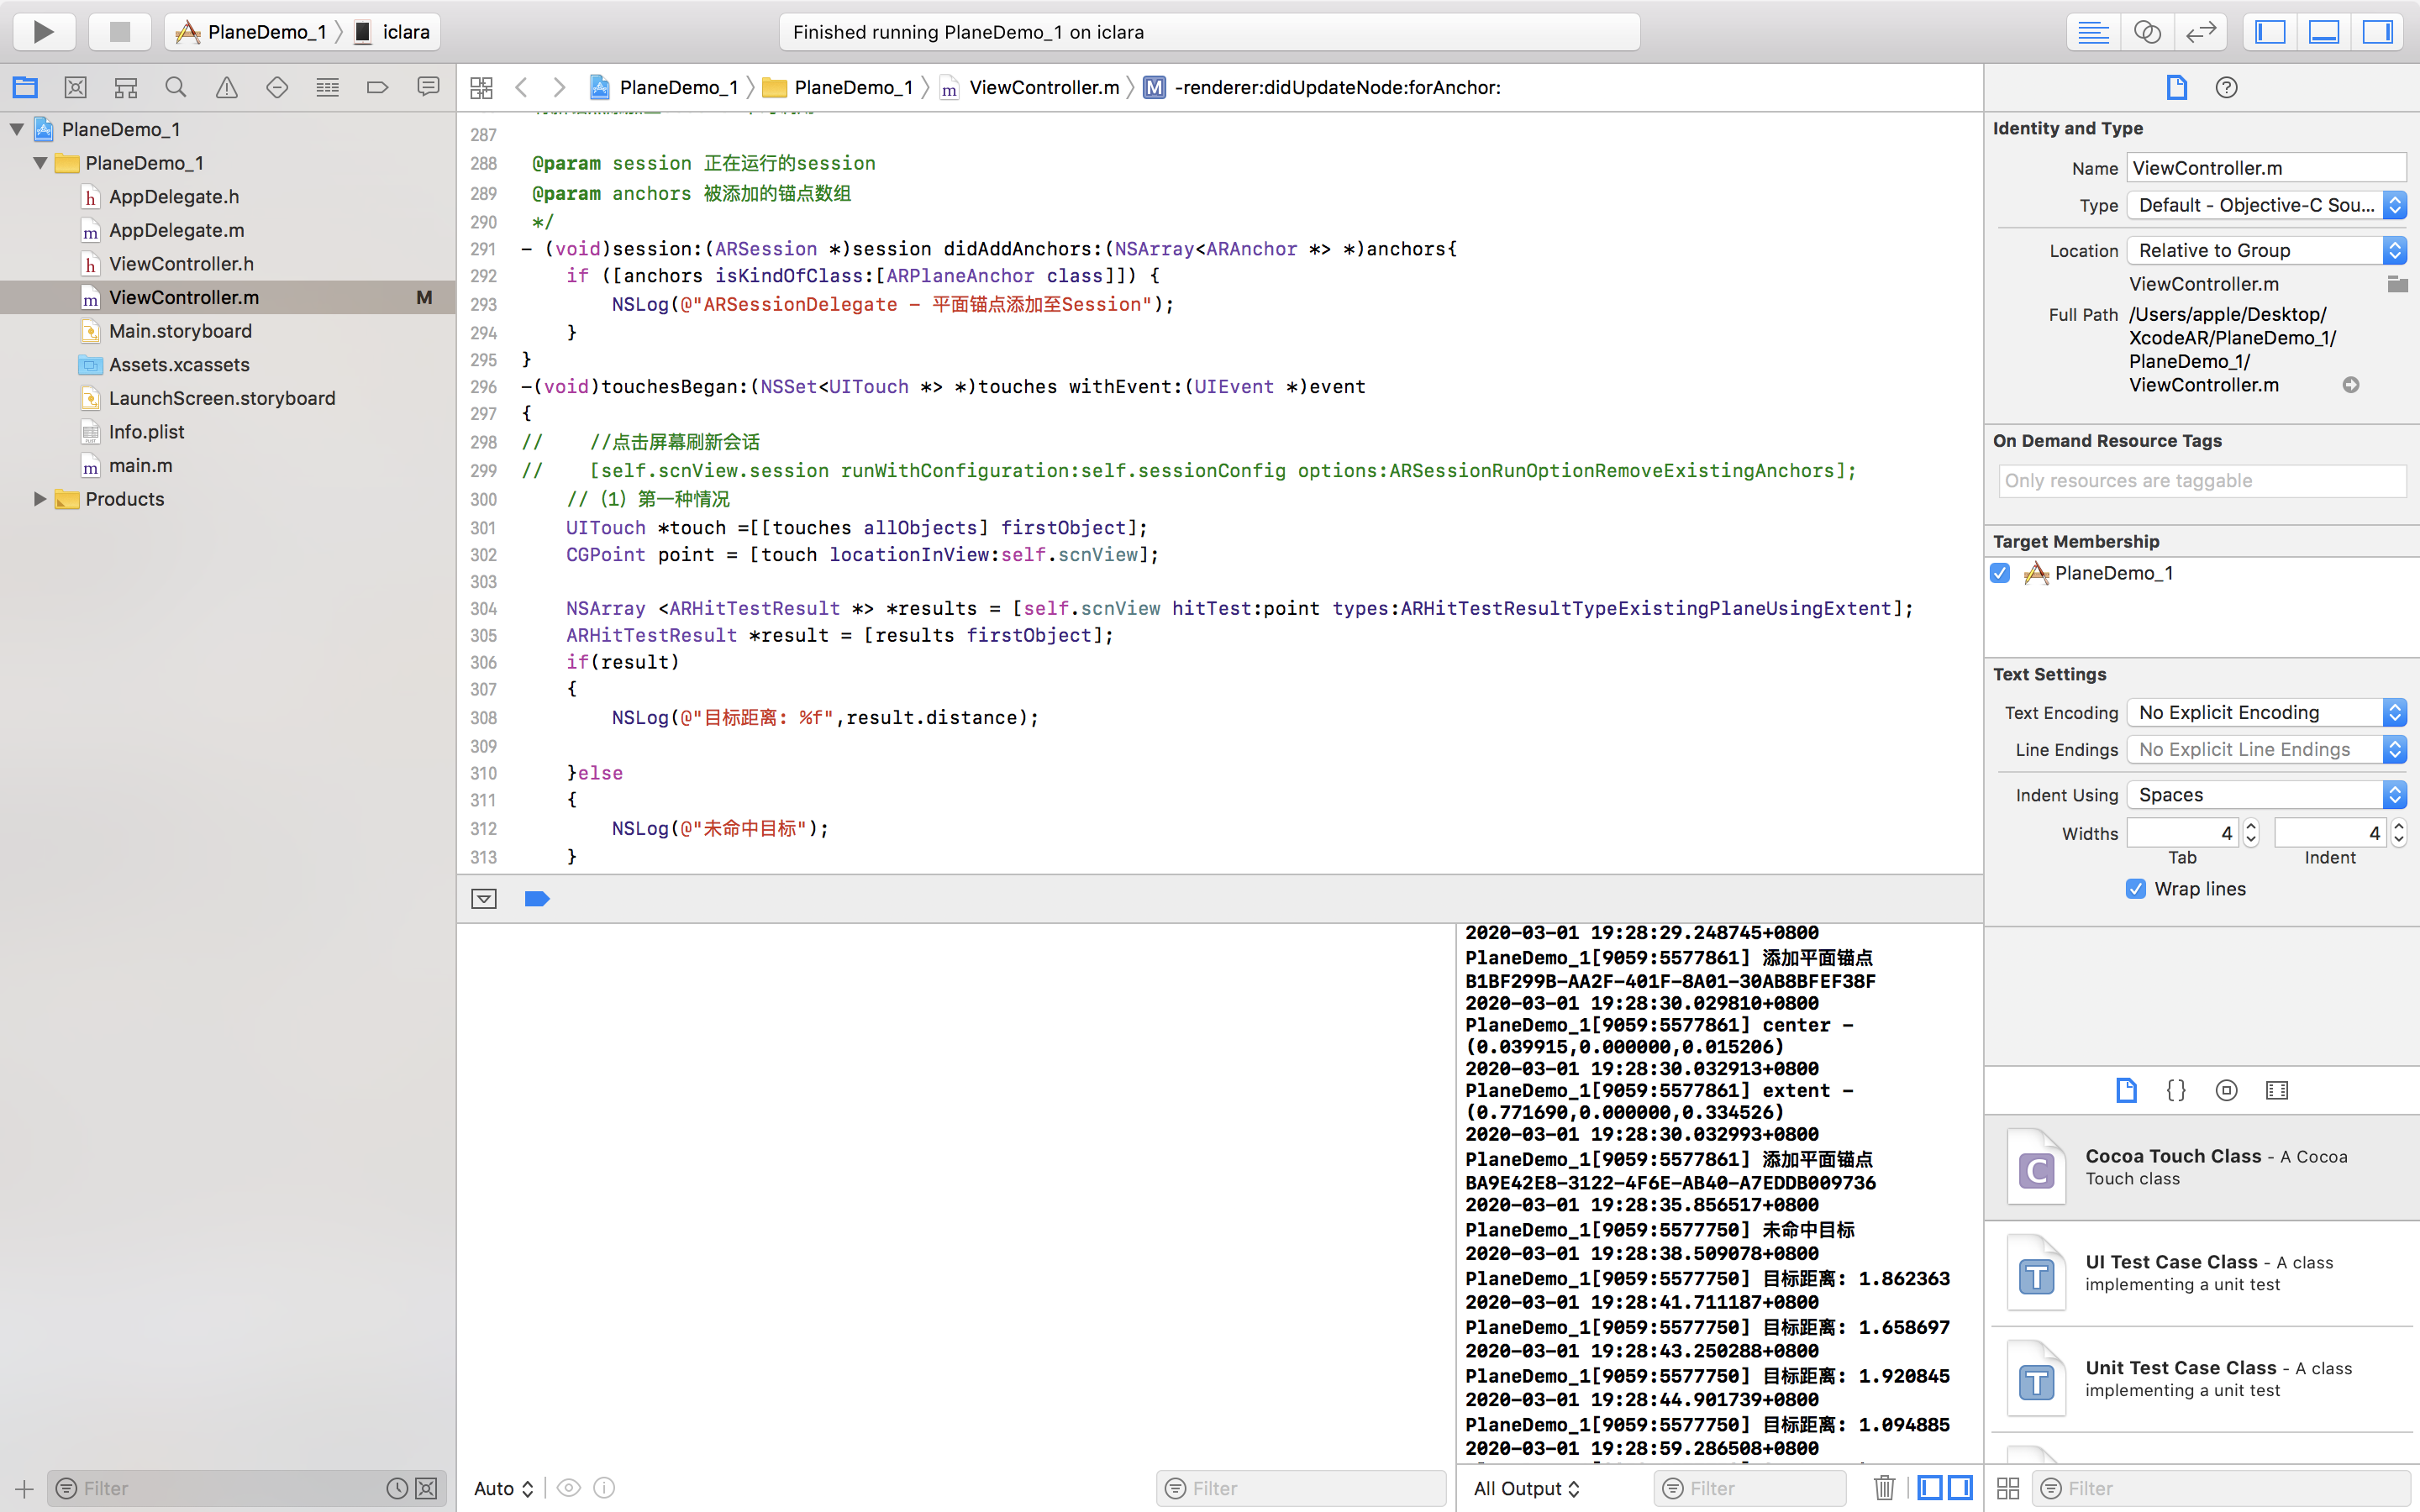 PlaneDemo_1 iclara
Finished running PlaneDemo_1 on iclara
PlaneDemo_1 PlaneDemo_1 m ViewController.m M -renderer:didUpdateNode:forAnchor:
PlaneDemo_1
PlaneDemo_1
h AppDelegate.h
m AppDelegate.m
h ViewController.h
m ViewController.m M
Main.storyboard
Assets.xcassets
LaunchScreen.storyboard
Info.plist
m main.m
Products
Filter
287
288 @param session 正在运行的session
289 @param anchors 被添加的锚点数组
290 */
291 - (void)session:(ARSession *)session didAddAnchors:(NSArray<ARAnchor *> *)anchors{
292 if ([anchors isKindOfClass:[ARPlaneAnchor class]]) {
293 NSLog(@"ARSessionDelegate - 平面锚点添加至Session");
294 }
295 }
296 -(void)touchesBegan:(NSSet<UITouch *> *)touches withEvent:(UIEvent *)event
297 {
298 // //点击屏幕刷新会话
299 // [self.scnView.session runWithConfiguration:self.sessionConfig options:ARSessionRunOptionRemoveExistingAnchors];
300 //（1）第一种情况
301 UITouch *touch =[[touches allObjects] firstObject];
302 CGPoint point = [touch locationInView:self.scnView];
303
304 NSArray <ARHitTestResult *> *results = [self.scnView hitTest:point types:ARHitTestResultTypeExistingPlaneUsingExtent];
305 ARHitTestResult *result = [results firstObject];
306 if(result)
307 {
308 NSLog(@"目标距离: %f",result.distance);
309
310 }else
311 {
312 NSLog(@"未命中目标");
313 }
Auto
Filter
2020-03-01 19:28:29.248745+0800
PlaneDemo_1[9059:5577861] 添加平面锚点
B1BF299B-AA2F-401F-8A01-30AB8BFEF38F
2020-03-01 19:28:30.029810+0800
PlaneDemo_1[9059:5577861] center -
(0.039915,0.000000,0.015206)
2020-03-01 19:28:30.032913+0800
PlaneDemo_1[9059:5577861] extent -
(0.771690,0.000000,0.334526)
2020-03-01 19:28:30.032993+0800
PlaneDemo_1[9059:5577861] 添加平面锚点
BA9E42E8-3122-4F6E-AB40-A7EDDB009736
2020-03-01 19:28:35.856517+0800
PlaneDemo_1[9059:5577750] 未命中目标
2020-03-01 19:28:38.509078+0800
PlaneDemo_1[9059:5577750] 目标距离: 1.862363
2020-03-01 19:28:41.711187+0800
PlaneDemo_1[9059:5577750] 目标距离: 1.658697
2020-03-01 19:28:43.250288+0800
PlaneDemo_1[9059:5577750] 目标距离: 1.920845
2020-03-01 19:28:44.901739+0800
PlaneDemo_1[9059:5577750] 目标距离: 1.094885
2020-03-01 19:28:59.286508+0800
All Output
Filter
Identity and Type
Name ViewController.m
Type Default - Objective-C Sou...
Location Relative to Group
ViewController.m
Full Path /Users/apple/Desktop/
XcodeAR/PlaneDemo_1/
PlaneDemo_1/
ViewController.m
On Demand Resource Tags
Only resources are taggable
Target Membership
PlaneDemo_1
Text Settings
Text Encoding No Explicit Encoding
Line Endings No Explicit Line Endings
Indent Using Spaces
Widths 4 4
Tab Indent
Wrap lines
{}
C Cocoa Touch Class - A Cocoa
Touch class
T UI Test Case Class - A class
implementing a unit test
T Unit Test Case Class - A class
implementing a unit test
Filter